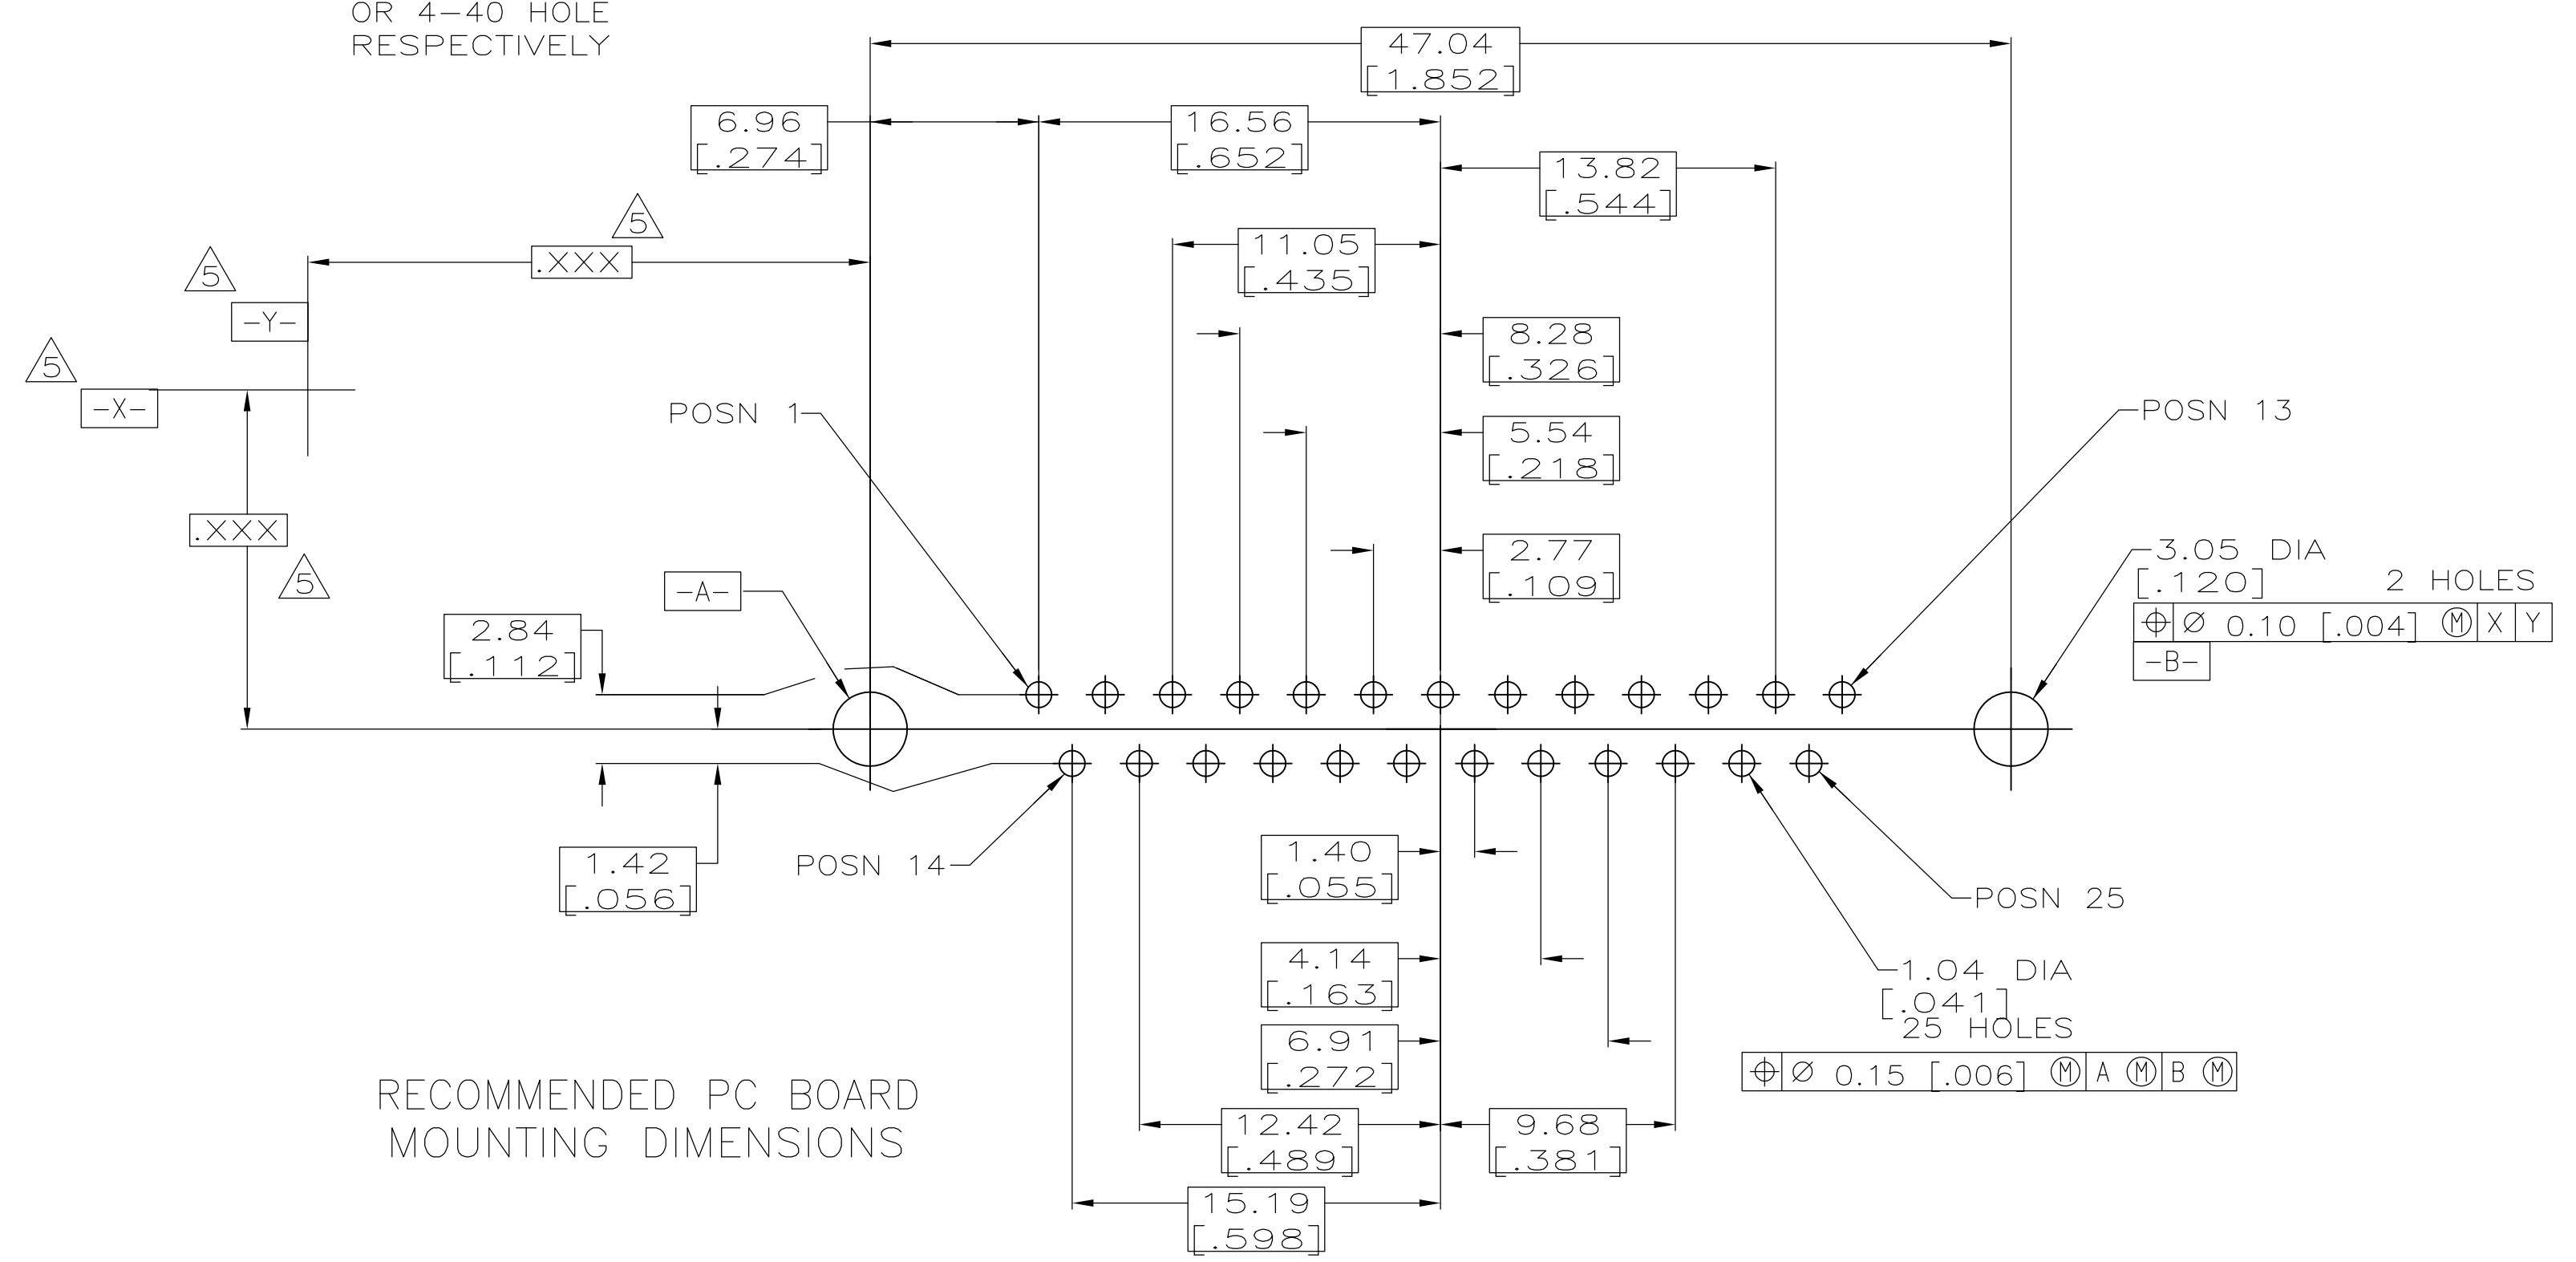 OR 4-40 HOLE
RESPECTIVELY
47.04
[1.852]
6.96
[.274]
16.56
[.652]
13.82
[.544]
5
.XXX
11.05
[.435]
5
-Y-
5
-X-
8.28
[.326]
POSN 1
POSN 13
5.54
[.218]
.XXX
5
2.77
[.109]
3.05 DIA
[.120] 2 HOLES
⌖ ⌀ 0.10 [.004] Ⓜ X Y
-B-
-A-
2.84
[.112]
1.42
[.056]
POSN 14
1.40
[.055]
POSN 25
4.14
[.163]
1.04 DIA
[.041]
25 HOLES
6.91
[.272]
⌖ ⌀ 0.15 [.006] Ⓜ A Ⓜ B Ⓜ
RECOMMENDED PC BOARD
MOUNTING DIMENSIONS
12.42
[.489]
9.68
[.381]
15.19
[.598]